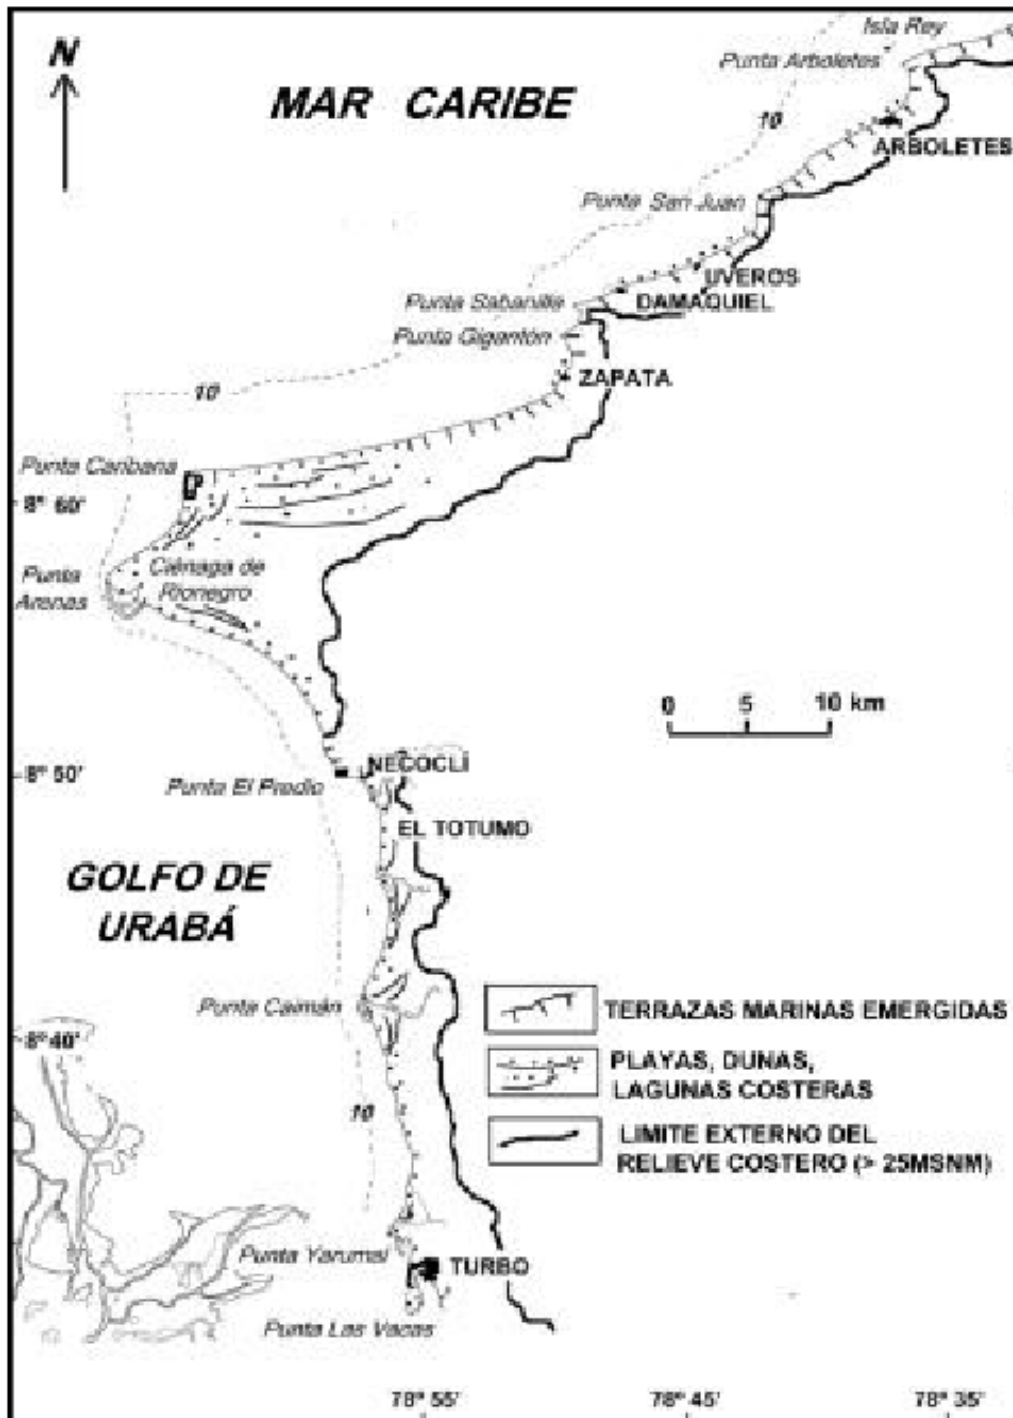 N
MAR CARIBE
Isla Rey
Punta Arboletes
10
ARBOLETES
Punta San Juan
UVEROS
Punta Sabanilla
DAMAQUIEL
Punta Gigantón
ZAPATA
10
Punta Caribana
8° 60'
Punta
Arenas
Ciénaga de
Rionegro
0 5 10 km
NECOCLÍ
8° 50'
Punta El Predio
EL TOTUMO
GOLFO DE
URABÁ
Punta Caimán
TERRAZAS MARINAS EMERGIDAS
8° 40'
PLAYAS, DUNAS,
LAGUNAS COSTERAS
10
LIMITE EXTERNO DEL
RELIEVE COSTERO (> 25MSNM)
Punta Yarumal
TURBO
Punta Las Vacas
78° 55' 78° 45' 78° 35'